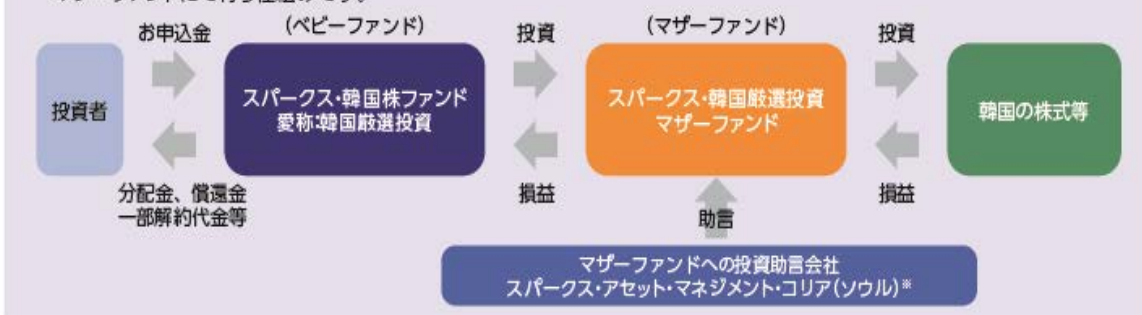 お申込金
(ベビーファンド)
投資
(マザーファンド)
投資
投資者
スパークス・韓国株ファンド
愛称:韓国厳選投資
スパークス・韓国厳選投資
マザーファンド
韓国の株式等
分配金、償還金
一部解約代金等
損益
損益
助言
マザーファンドへの投資助言会社
スパークス・アセット・マネジメント・コリア(ソウル)※